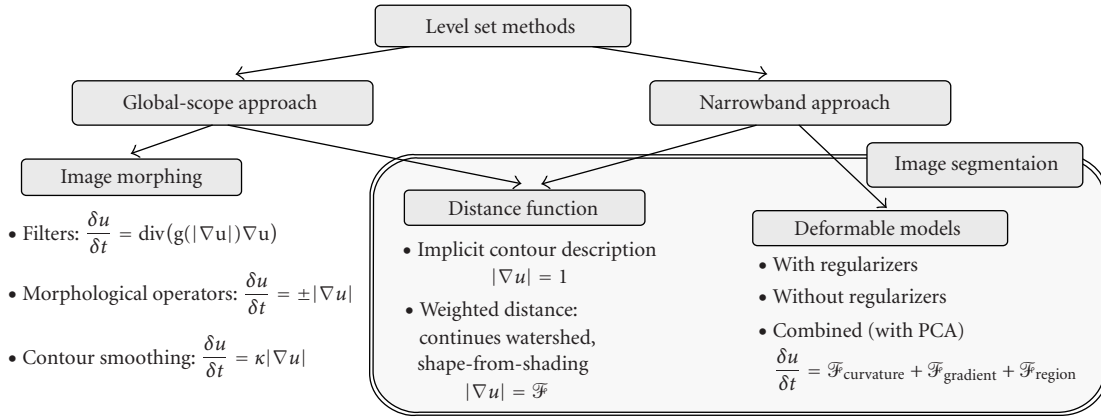 Level set methods
Global-scope approach
Narrowband approach
Image morphing
• Filters: δu/δt = div(g(|∇u|)∇u)
• Morphological operators: δu/δt = ±|∇u|
• Contour smoothing: δu/δt = κ|∇u|
Image segmentaion
Distance function
• Implicit contour description
|∇u| = 1
• Weighted distance:
continues watershed,
shape-from-shading
|∇u| = ℱ
Deformable models
• With regularizers
• Without regularizers
• Combined (with PCA)
δu/δt = ℱcurvature + ℱgradient + ℱregion